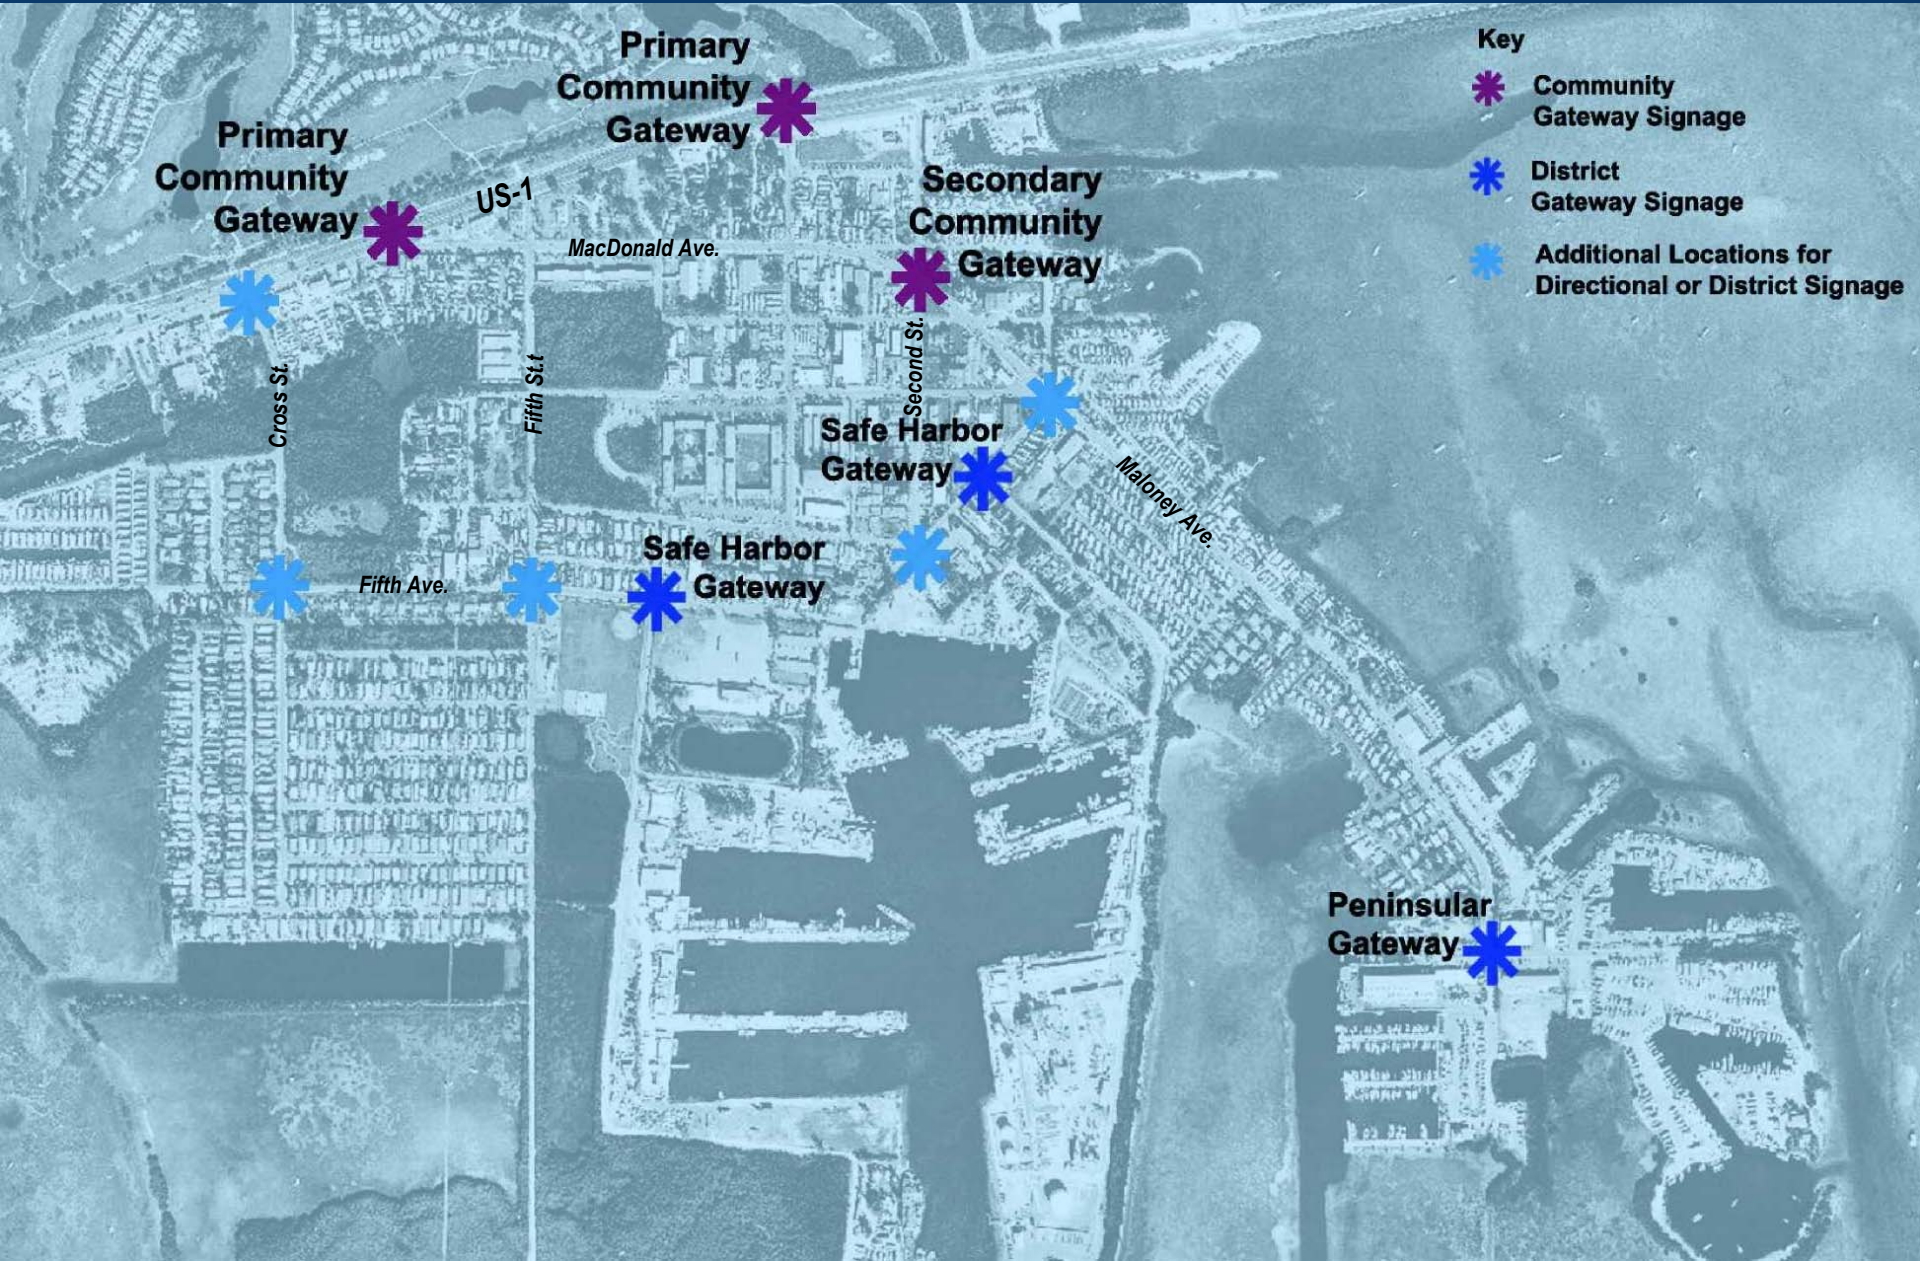 Primary
Community
Gateway
Key
Community
Gateway Signage
District
Gateway Signage
Additional Locations for
Directional or District Signage
Primary
Community
Gateway
US-1
Secondary
Community
Gateway
MacDonald Ave.
Second St.
Cross St.
Fifth St.t
Safe Harbor
Gateway
Maloney Ave.
Safe Harbor
Gateway
Fifth Ave.
Peninsular
Gateway